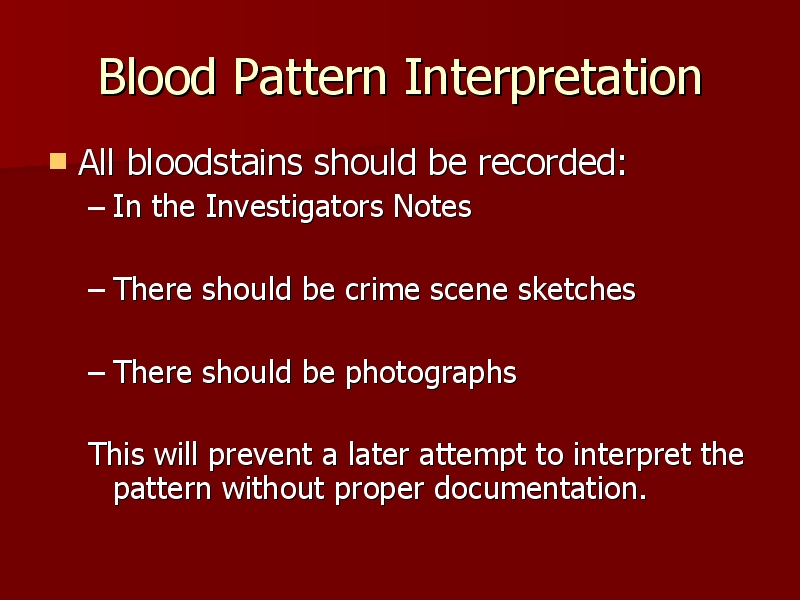 Blood Pattern Interpretation
All bloodstains should be recorded:
– In the Investigators Notes
– There should be crime scene sketches
– There should be photographs
This will prevent a later attempt to interpret the
pattern without proper documentation.